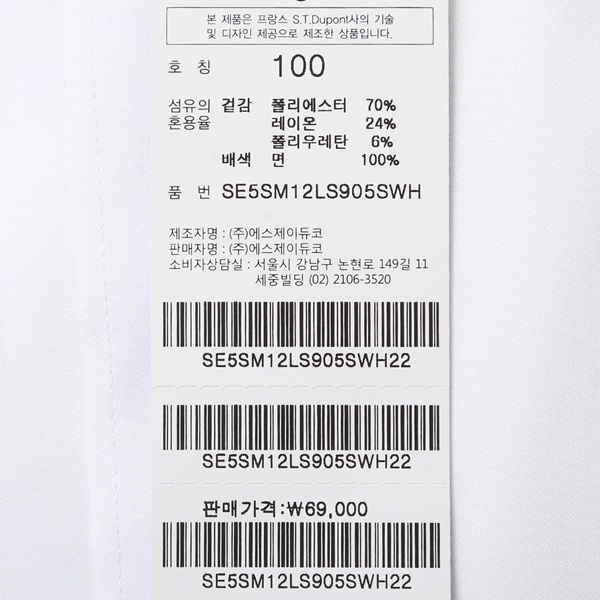 본 제품은 프랑스 S.T.Dupont사의 기술
및 디자인 제공으로 제조한 상품입니다.
호 칭 100
섬유의 겉감 폴리에스터 70%
혼용율 레이온 24%
폴리우레탄 6%
배색 면 100%
품 번 SE5SM12LS905SWH
제조자명 : (주)에스제이듀코
판매자명 : (주)에스제이듀코
소비자상담실 : 서울시 강남구 논현로 149길 11
세중빌딩 (02) 2106-3520
SE5SM12LS905SWH22
SE5SM12LS905SWH22
판매가격:₩69,000
SE5SM12LS905SWH22